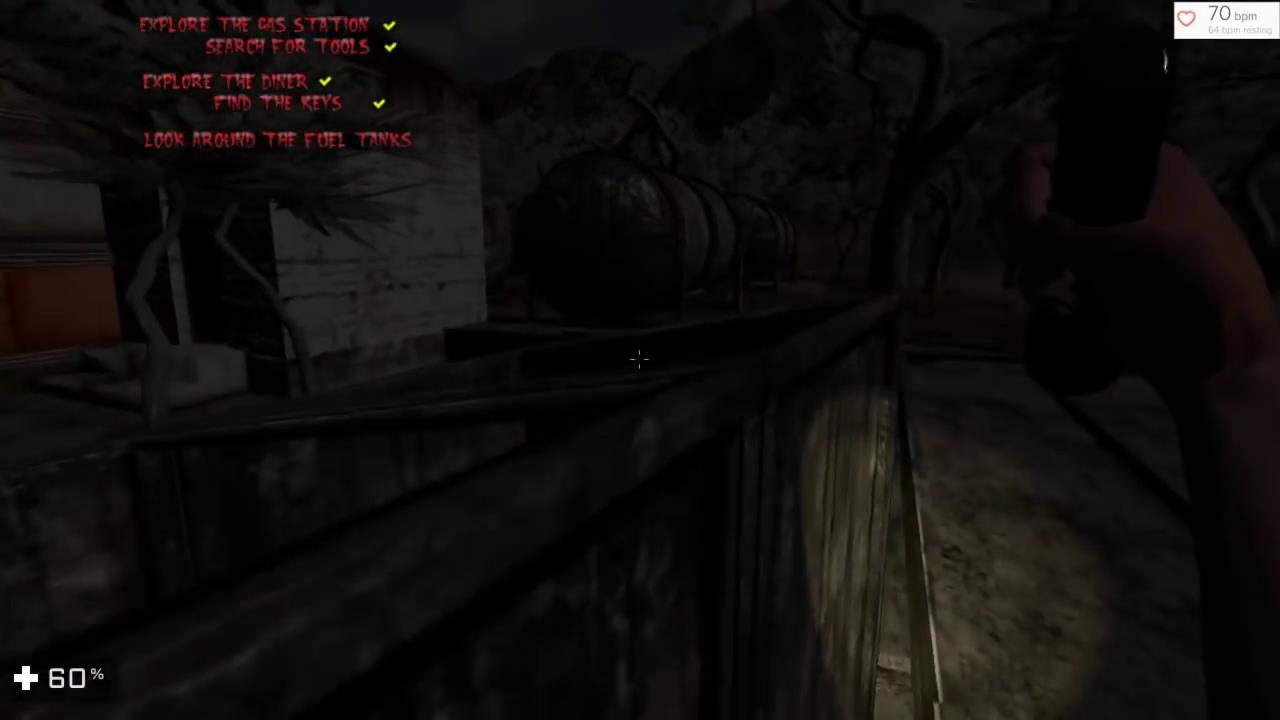 EXPLORE THE GAS STATION
SEARCH FOR TOOLS
EXPLORE THE DINER
FIND THE KEYS
LOOK AROUND THE FUEL TANKS
70 bpm
64 bpm resting
60%